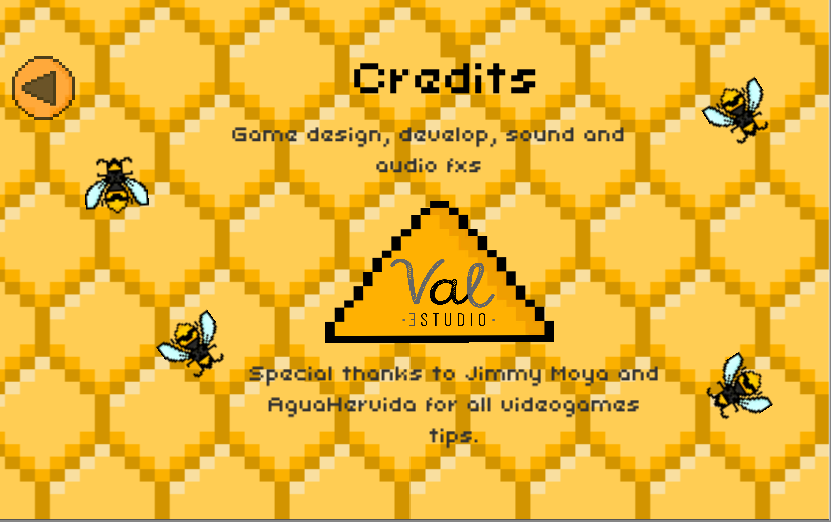 Credits
Game design, develop, sound and
audio fxs
Val
-ESTUDIO-
Special thanks to Jimmy Moya and
AguaHervida for all videogames
tips.